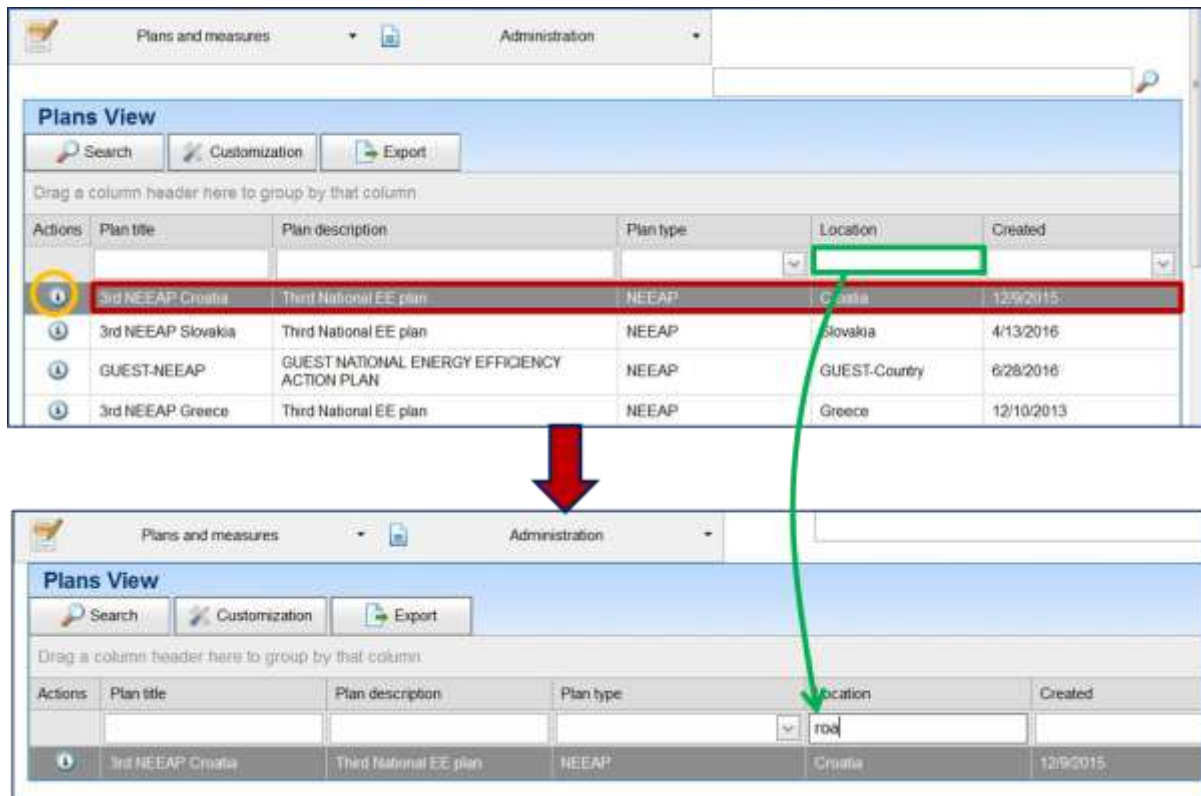 Plans and measures Administration
Plans View
Search Customization Export
Drag a column header here to group by that column
Actions Plan title Plan description Plan type Location Created
3rd NEEAP Croatia Third National EE plan NEEAP Croatia 12/9/2015
3rd NEEAP Slovakia Third National EE plan NEEAP Slovakia 4/13/2016
GUEST-NEEAP GUEST NATIONAL ENERGY EFFICIENCY ACTION PLAN NEEAP GUEST-Country 6/28/2016
3rd NEEAP Greece Third National EE plan NEEAP Greece 12/10/2013
Plans and measures Administration
Plans View
Search Customization Export
Drag a column header here to group by that column
Actions Plan title Plan description Plan type Location Created
roa
3rd NEEAP Croatia Third National EE plan NEEAP Croatia 12/9/2015